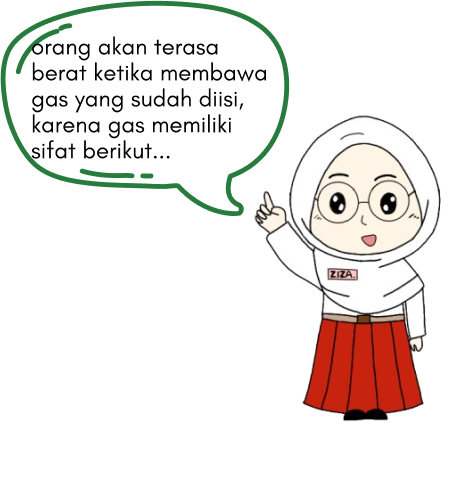 orang akan terasa
berat ketika membawa
gas yang sudah diisi,
karena gas memiliki
sifat berikut...
ZIZA.